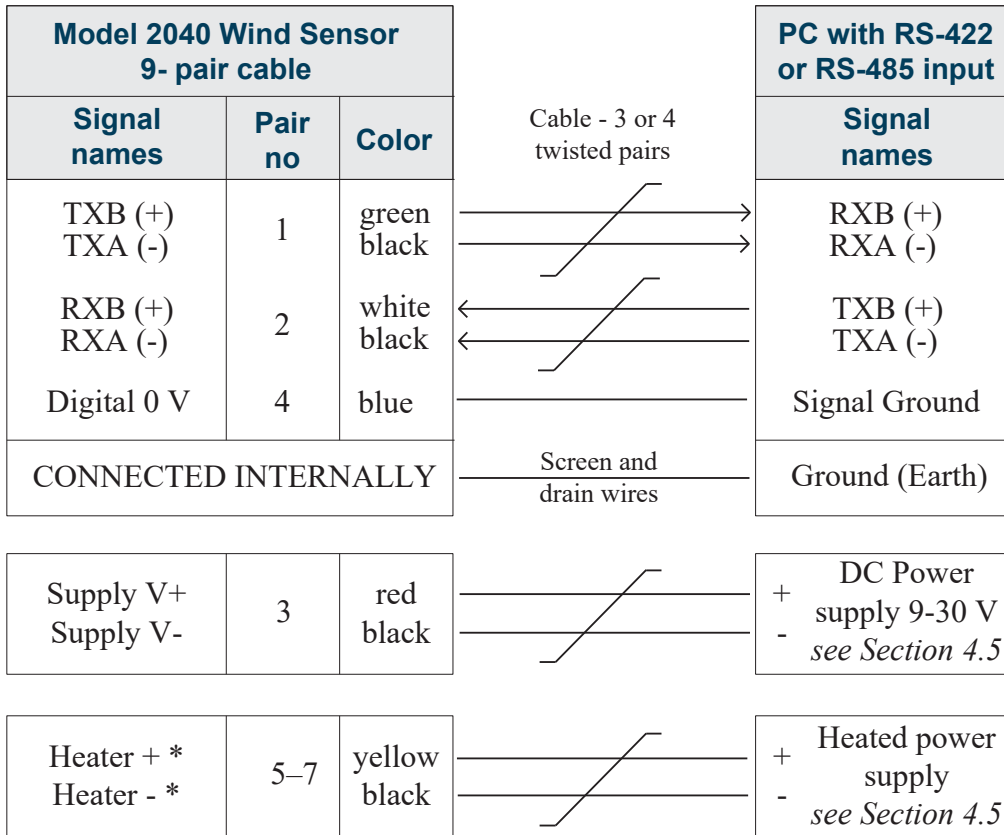 Model 2040 Wind Sensor
9- pair cable
PC with RS-422
or RS-485 input
Signal
names
Pair
no
Color
Cable - 3 or 4
twisted pairs
Signal
names
TXB (+)
TXA (-)
1
green
black
RXB (+)
RXA (-)
RXB (+)
RXA (-)
2
white
black
TXB (+)
TXA (-)
Digital 0 V
4
blue
Signal Ground
CONNECTED INTERNALLY
Screen and
drain wires
Ground (Earth)
Supply V+
Supply V-
3
red
black
+
-
DC Power
supply 9-30 V
see Section 4.5
Heater + *
Heater - *
5–7
yellow
black
+
-
Heated power
supply
see Section 4.5